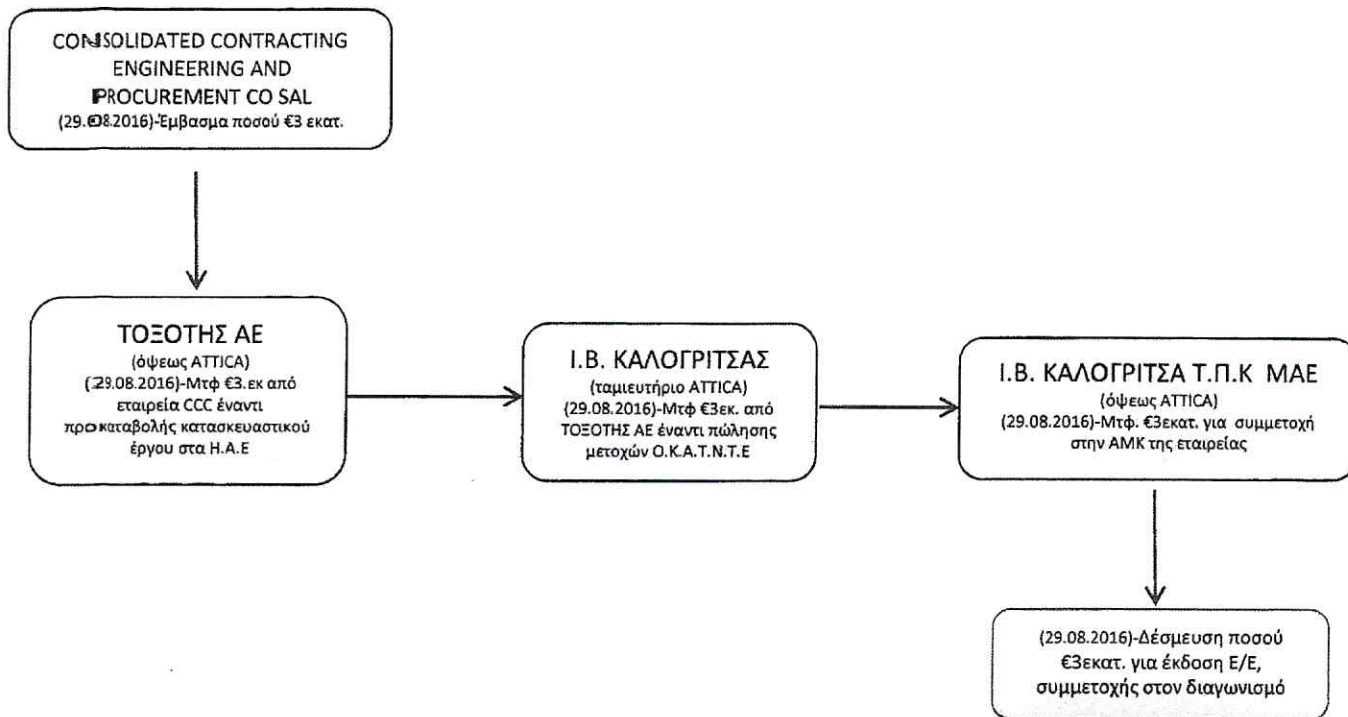 CONSOLIDATED CONTRACTING
ENGINEERING AND
PROCUREMENT CO SAL
(29.08.2016)-Έμβασμα ποσού €3 εκατ.
ΤΟΞΟΤΗΣ ΑΕ
(όψεως ATTICA)
(29.08.2016)-Μτφ €3.εκ από
εταιρεία CCC έναντι
προκαταβολής κατασκευαστικού
έργου στα Η.Α.Ε
Ι.Β. ΚΑΛΟΓΡΙΤΣΑΣ
(ταμιευτήριο ATTICA)
(29.08.2016)-Μτφ €3εκ. από
ΤΟΞΟΤΗΣ ΑΕ έναντι πώλησης
μετοχών Ο.Κ.Α.Τ.Ν.Τ.Ε
Ι.Β. ΚΑΛΟΓΡΙΤΣΑ Τ.Π.Κ ΜΑΕ
(όψεως ATTICA)
(29.08.2016)-Μτφ. €3εκατ. για συμμετοχή
στην ΑΜΚ της εταιρείας
(29.08.2016)-Δέσμευση ποσού
€3εκατ. για έκδοση Ε/Ε,
συμμετοχής στον διαγωνισμό